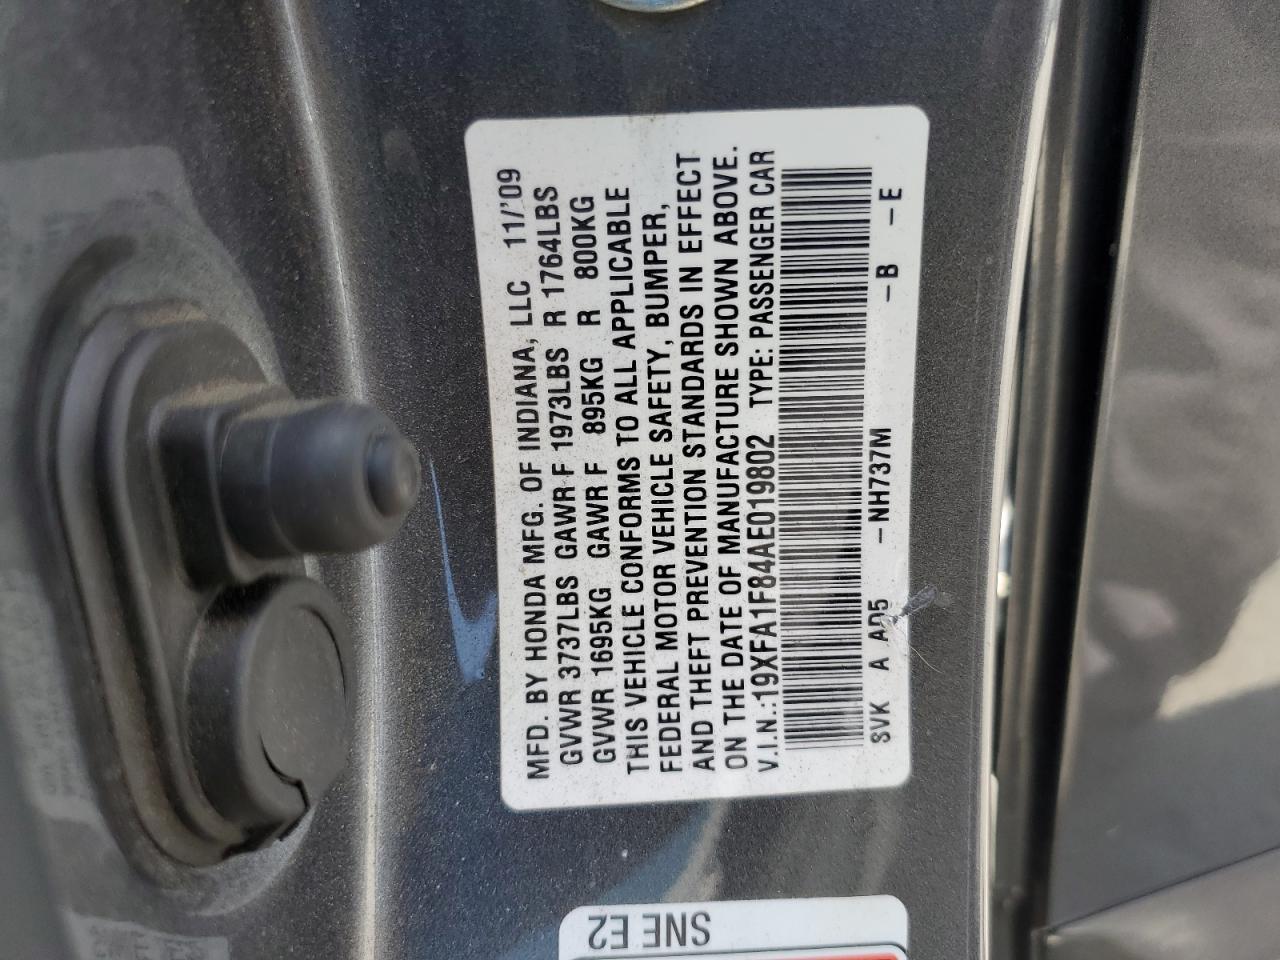 MFD. BY HONDA MFG. OF INDIANA, LLC 11/'09
GVWR 3737LBS GAWR F 1973LBS R 1764LBS
GVWR 1695KG GAWR F 895KG R 800KG
THIS VEHICLE CONFORMS TO ALL APPLICABLE
FEDERAL MOTOR VEHICLE SAFETY, BUMPER,
AND THEFT PREVENTION STANDARDS IN EFFECT
ON THE DATE OF MANUFACTURE SHOWN ABOVE.
V.I.N.:19XFA1F84AE019802 TYPE: PASSENGER CAR
SVK A A05 -NH737M -B -E
SNE E2